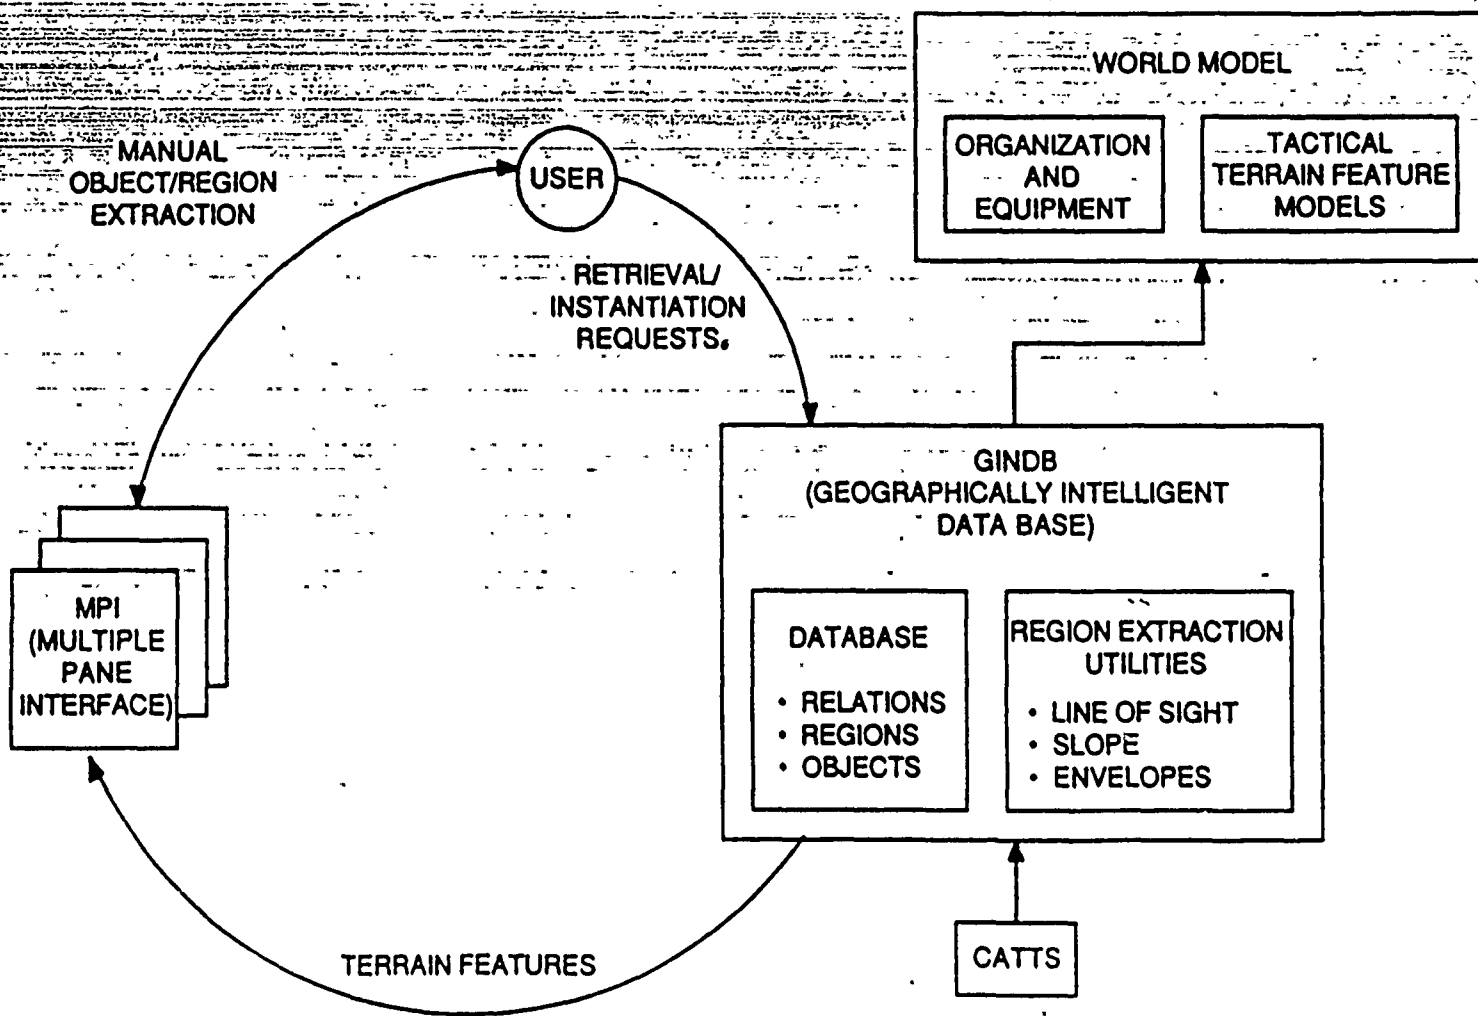 WORLD MODEL
ORGANIZATION
AND
EQUIPMENT
TACTICAL
TERRAIN FEATURE
MODELS
MANUAL
OBJECT/REGION
EXTRACTION
USER
RETRIEVAL/
INSTANTIATION
REQUESTS.
GINDB
(GEOGRAPHICALLY INTELLIGENT
DATA BASE)
MPI
(MULTIPLE
PANE
INTERFACE)
DATABASE
• RELATIONS
• REGIONS
• OBJECTS
REGION EXTRACTION
UTILITIES
• LINE OF SIGHT
• SLOPE
• ENVELOPES
TERRAIN FEATURES
CATTS